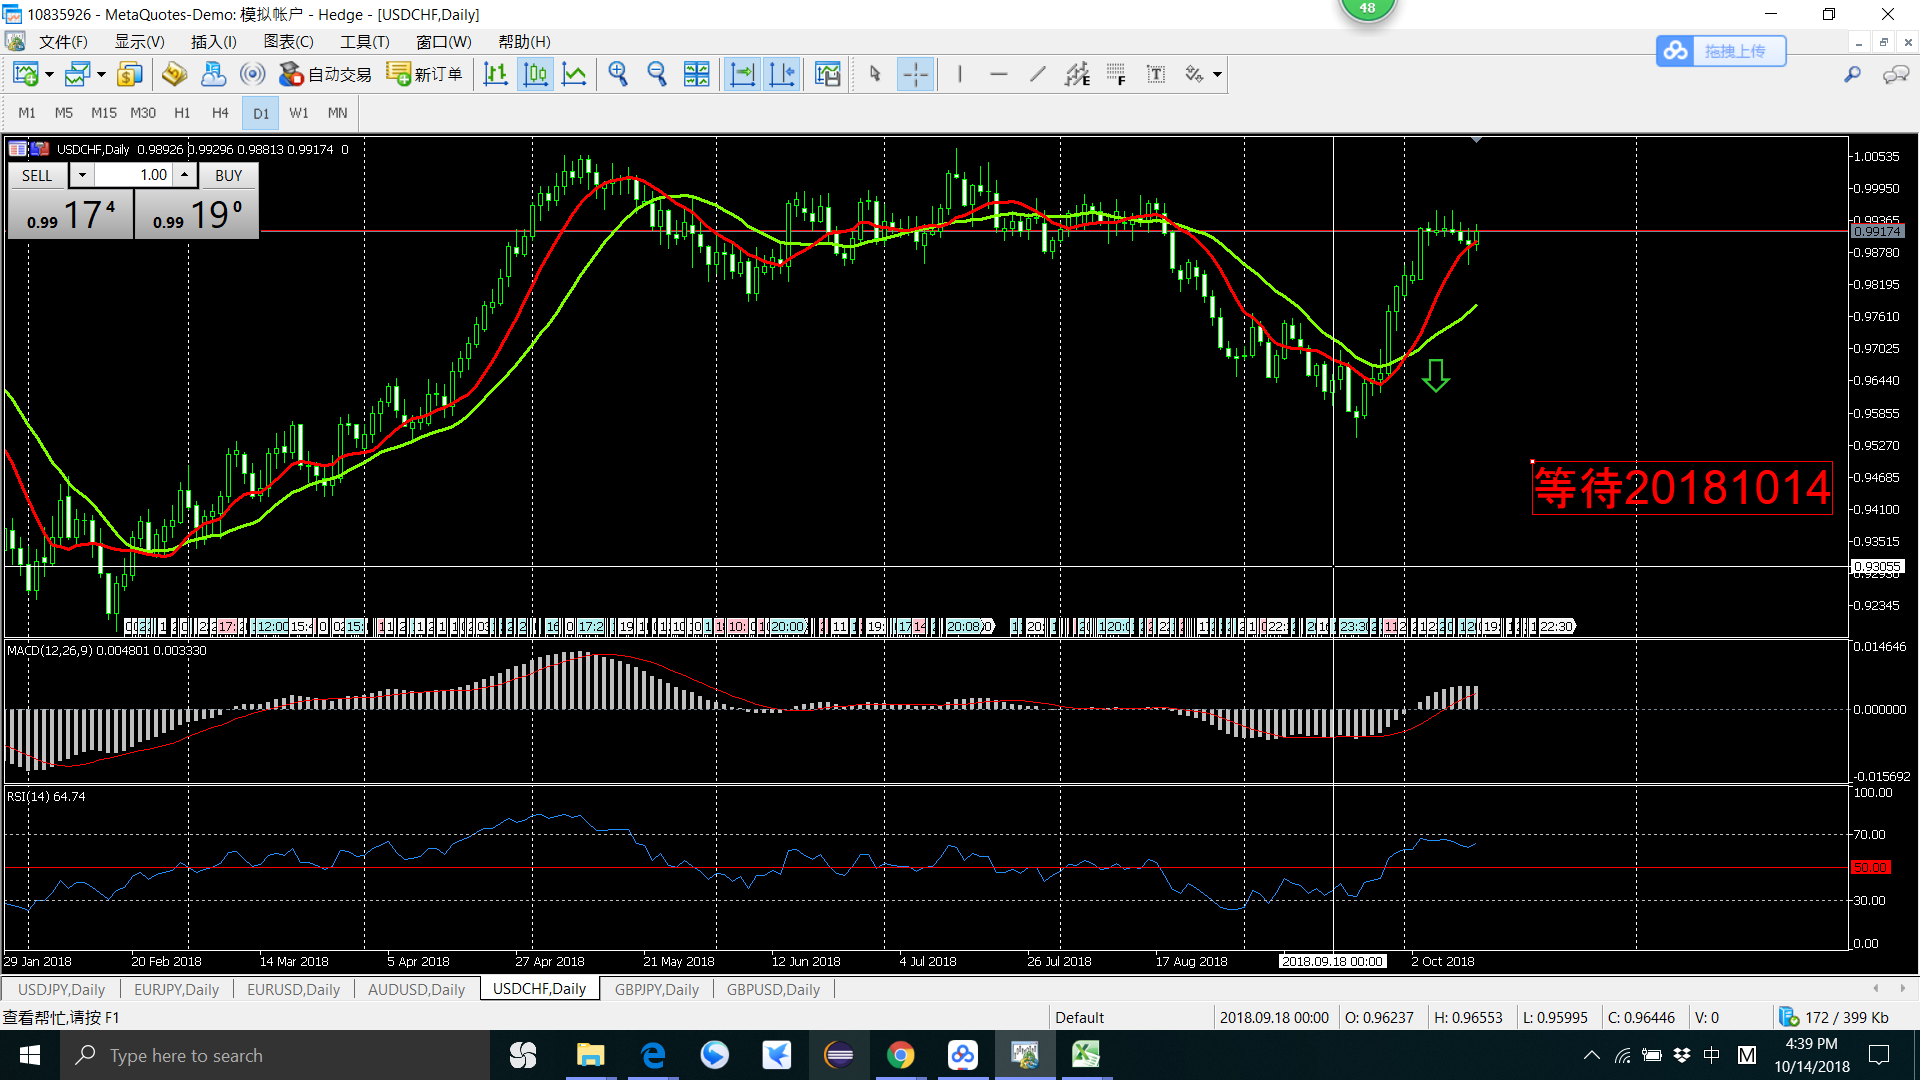 10835926 - MetaQuotes-Demo: 模拟帐户 - Hedge - [USDCHF,Daily]
48
文件(F) 显示(V) 插入(I) 图表(C) 工具(T) 窗口(W) 帮助(H)
拖拽上传
自动交易 新订单
M1 M5 M15 M30 H1 H4 D1 W1 MN
USDCHF,Daily 0.98926 0.99296 0.98813 0.99174 0
SELL 1.00 BUY
0.99 17 4 0.99 19 0
1.00535
0.99950
0.99365
0.99174
0.98780
0.98195
0.97610
0.97025
0.96440
0.95855
0.95270
0.94685
0.94100
0.93515
0.93055
0.92345
等待20181014
MACD(12,26,9) 0.004801 0.003330
0.014646
0.000000
-0.015692
RSI(14) 64.74
100.00
70.00
50.00
30.00
0.00
29 Jan 2018 20 Feb 2018 14 Mar 2018 5 Apr 2018 27 Apr 2018 21 May 2018 12 Jun 2018 4 Jul 2018 26 Jul 2018 17 Aug 2018 2018.09.18 00:00 2 Oct 2018
USDJPY,Daily EURJPY,Daily EURUSD,Daily AUDUSD,Daily USDCHF,Daily GBPJPY,Daily GBPUSD,Daily
查看帮忙,请按 F1 Default 2018.09.18 00:00 O: 0.96237 H: 0.96553 L: 0.95995 C: 0.96446 V: 0 172 / 399 Kb
Type here to search
中 M
4:39 PM
10/14/2018